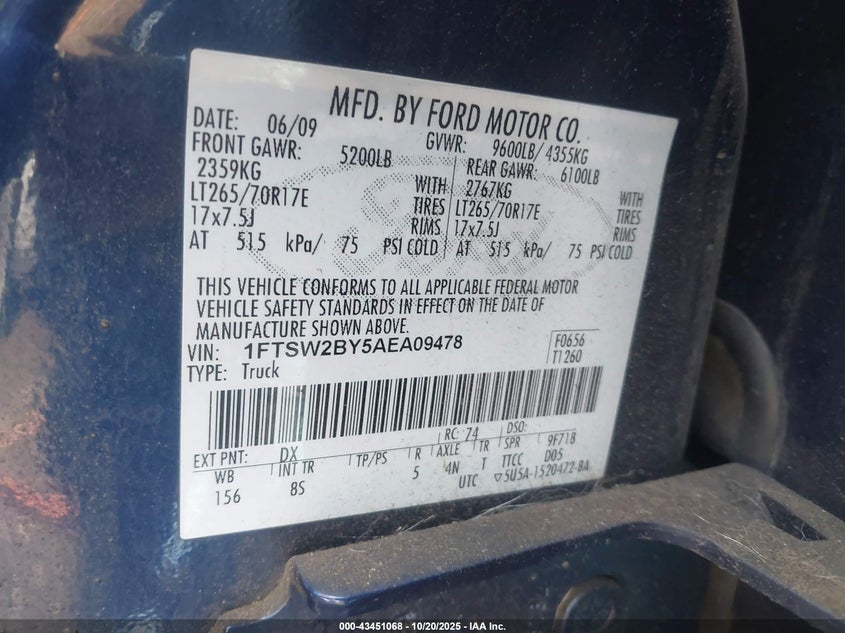 MFD. BY FORD MOTOR CO.
DATE: 06/09 GVWR: 9600LB/ 4355KG
FRONT GAWR: 5200LB REAR GAWR: 6100LB
2359KG WITH 2767KG WITH
LT265/70R17E TIRES LT265/70R17E TIRES
17x7.5J RIMS 17x7.5J RIMS
AT 515 kPa/ 75 PSI COLD AT 515 kPa/ 75 PSI COLD
THIS VEHICLE CONFORMS TO ALL APPLICABLE FEDERAL MOTOR
VEHICLE SAFETY STANDARDS IN EFFECT ON THE DATE OF
MANUFACTURE SHOWN ABOVE.
VIN: 1FTSW2BY5AEA09478 F0656
TYPE: Truck T1260
RC: 74 DSO:
EXT PNT: DX 9F718
WB INT TR TP/PS R AXLE TR SPR D05
156 8S 5 4N T TTCC
UTC ▽5U5A-1520472-BA
000-43451068 - 10/20/2025 - IAA Inc.